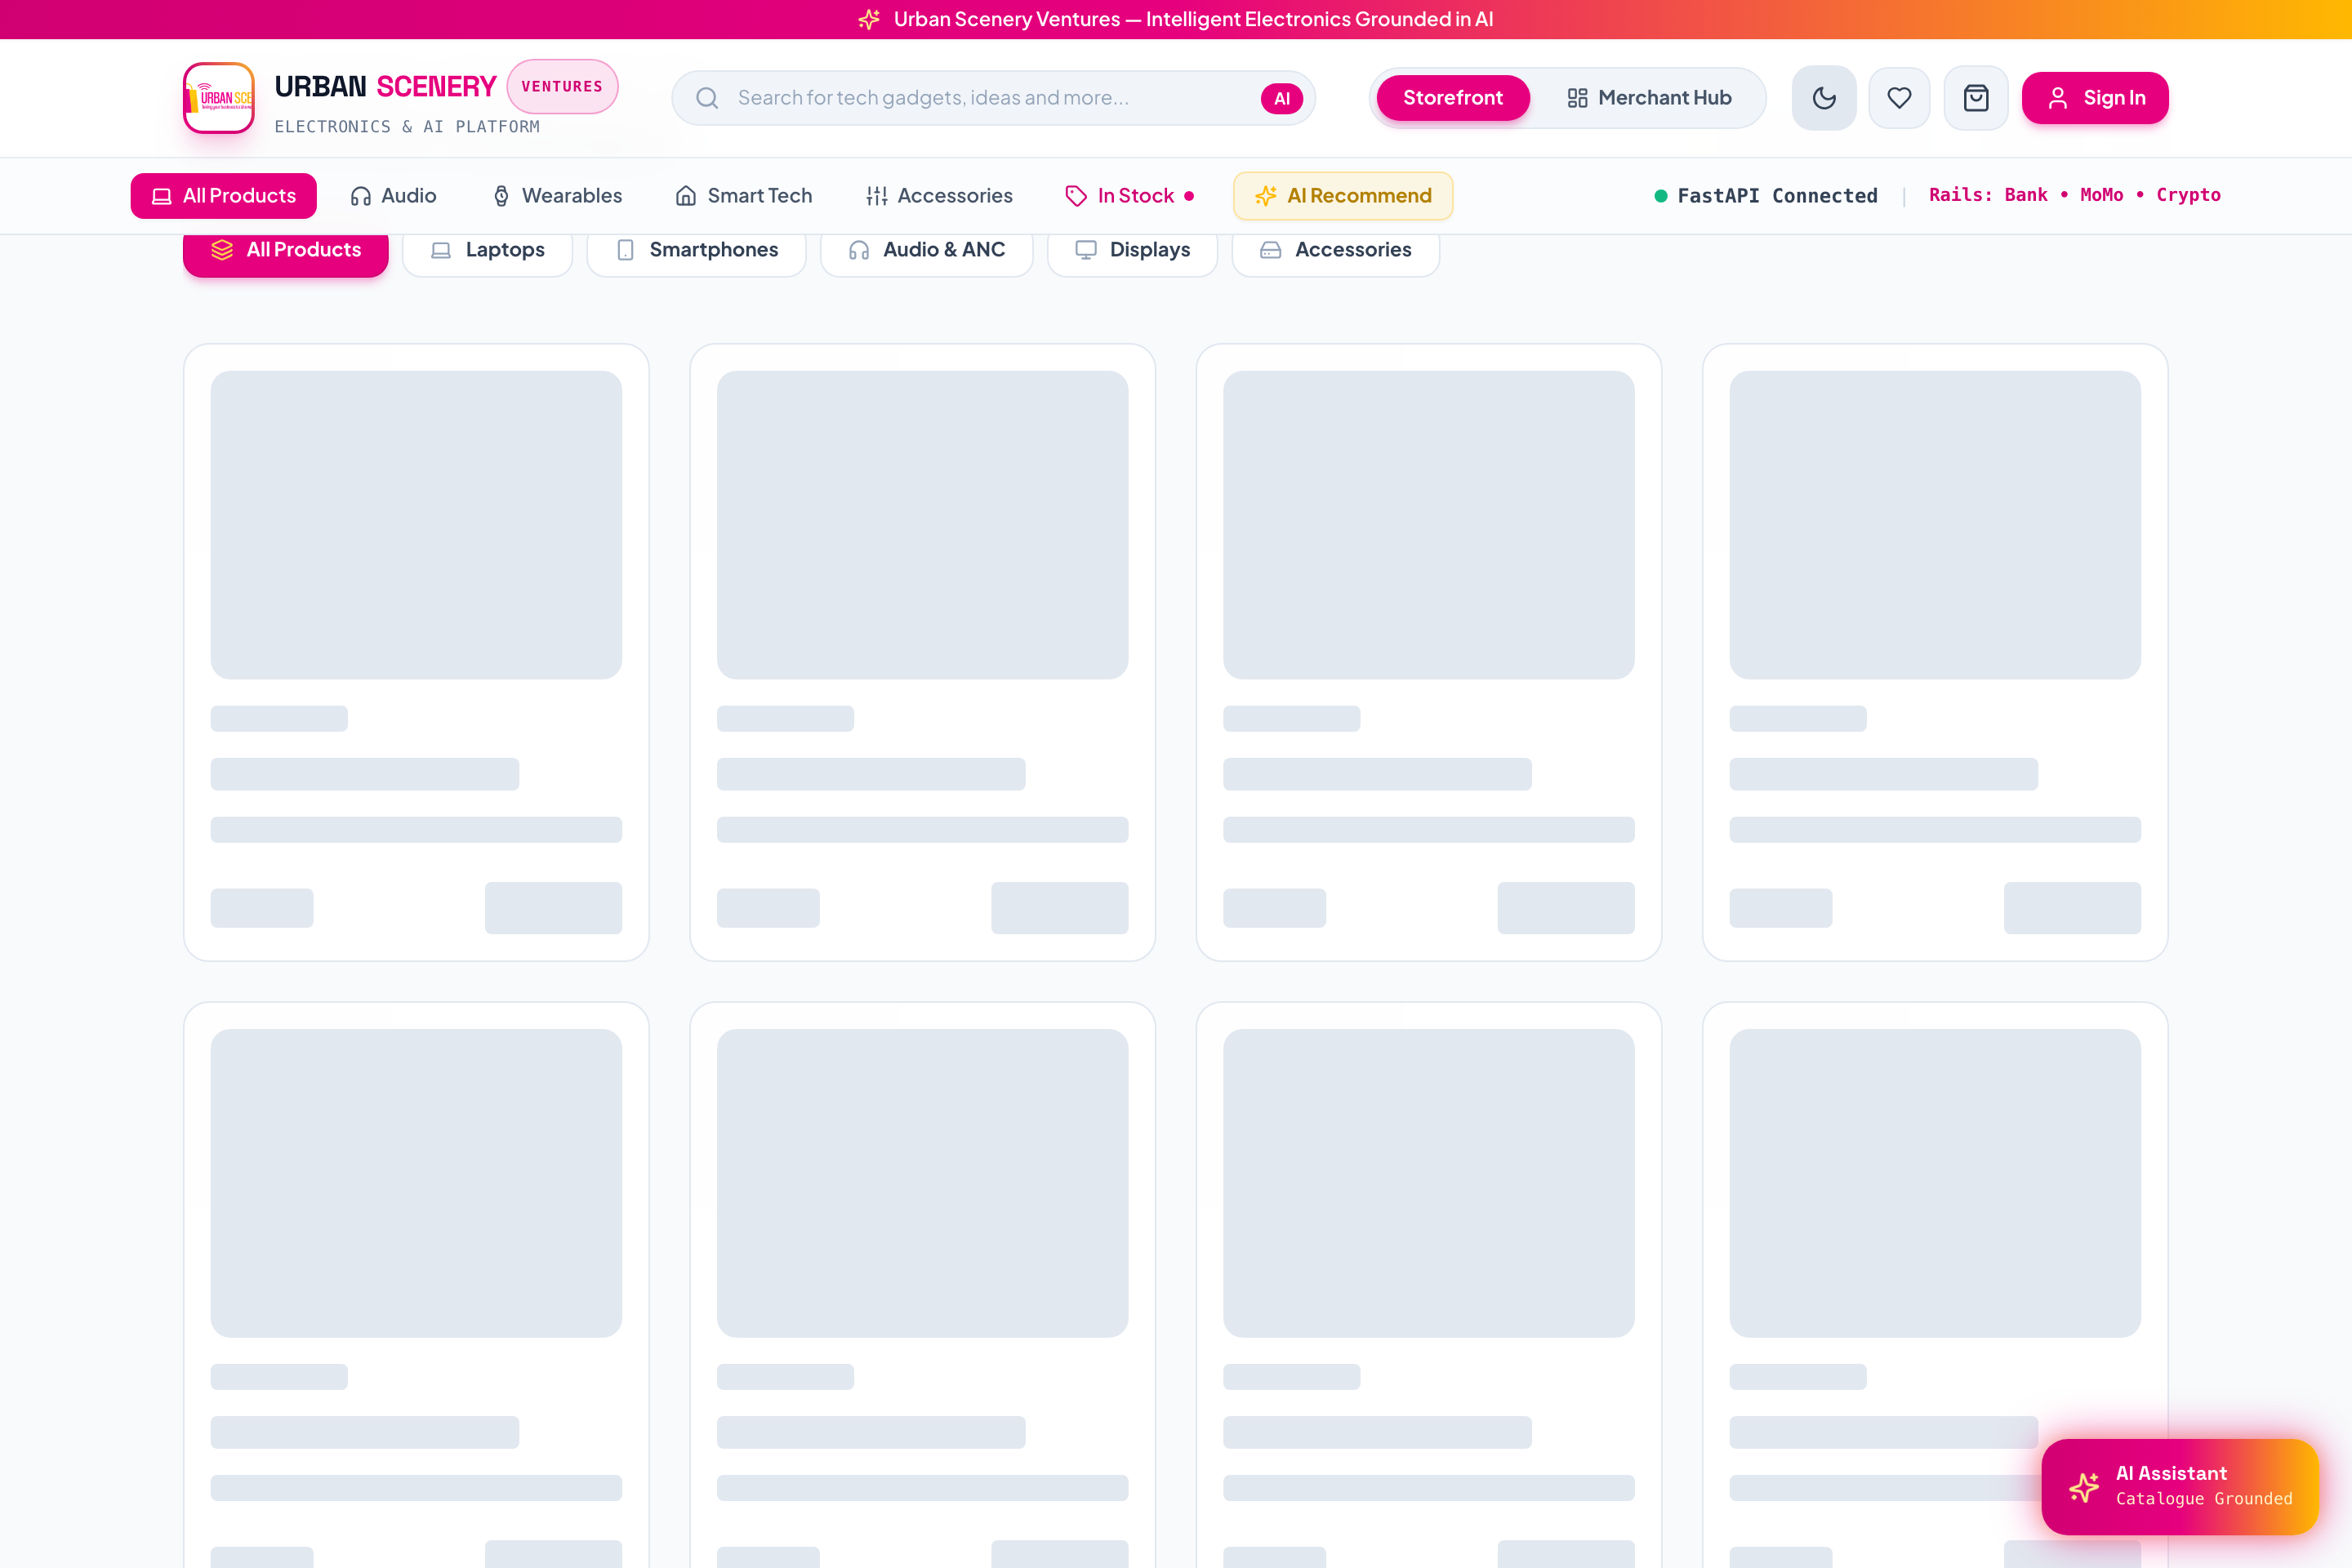 Urban Scenery Ventures — Intelligent Electronics Grounded in AI
URBAN SCE
URBAN SCENERY VENTURES
ELECTRONICS & AI PLATFORM
Search for tech gadgets, ideas and more...
AI
Storefront
Merchant Hub
Sign In
All Products
Audio
Wearables
Smart Tech
Accessories
In Stock
AI Recommend
FastAPI Connected
Rails: Bank • MoMo • Crypto
All Products
Laptops
Smartphones
Audio & ANC
Displays
Accessories
AI Assistant
Catalogue Grounded